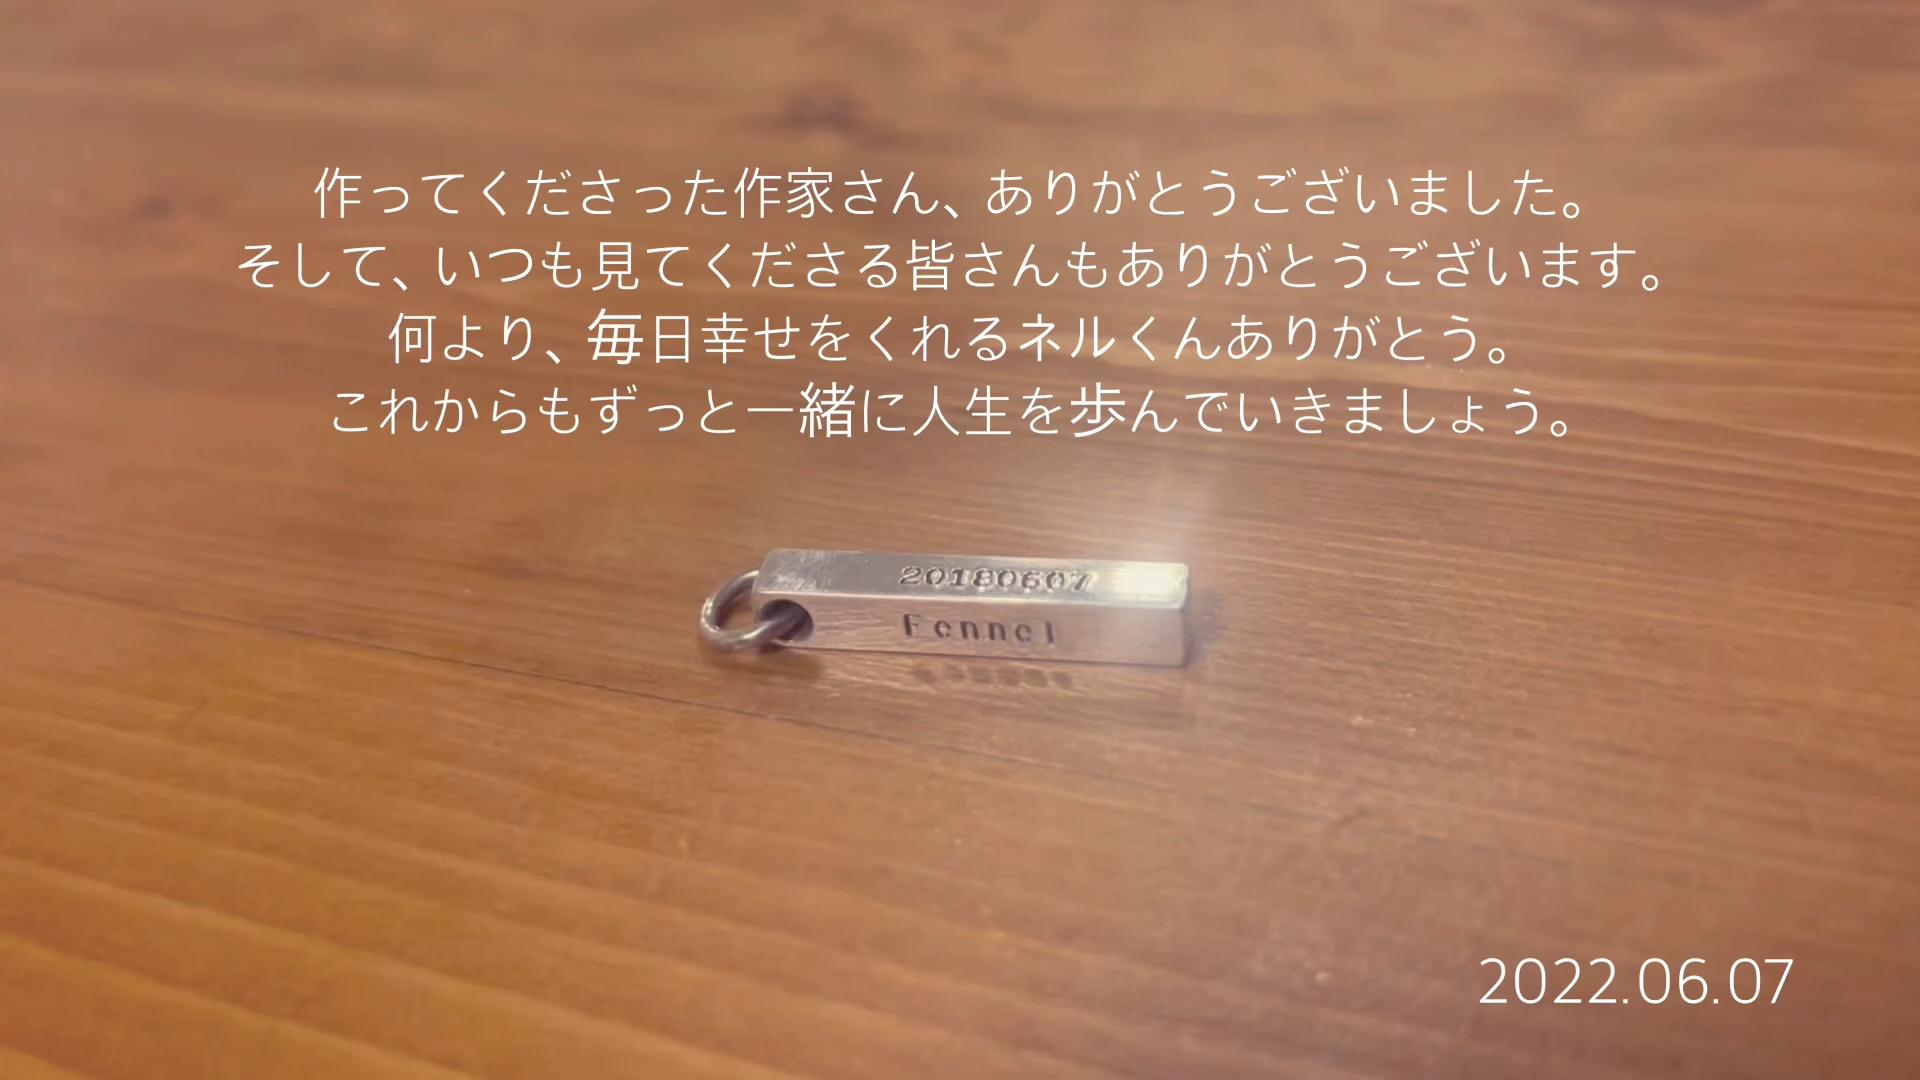 作ってくださった作家さん、ありがとうございました。
そして、いつも見てくださる皆さんもありがとうございます。
何より、毎日幸せをくれるネルくんありがとう。
これからもずっと一緒に人生を歩んでいきましょう。
20180607
Fennel
2022.06.07